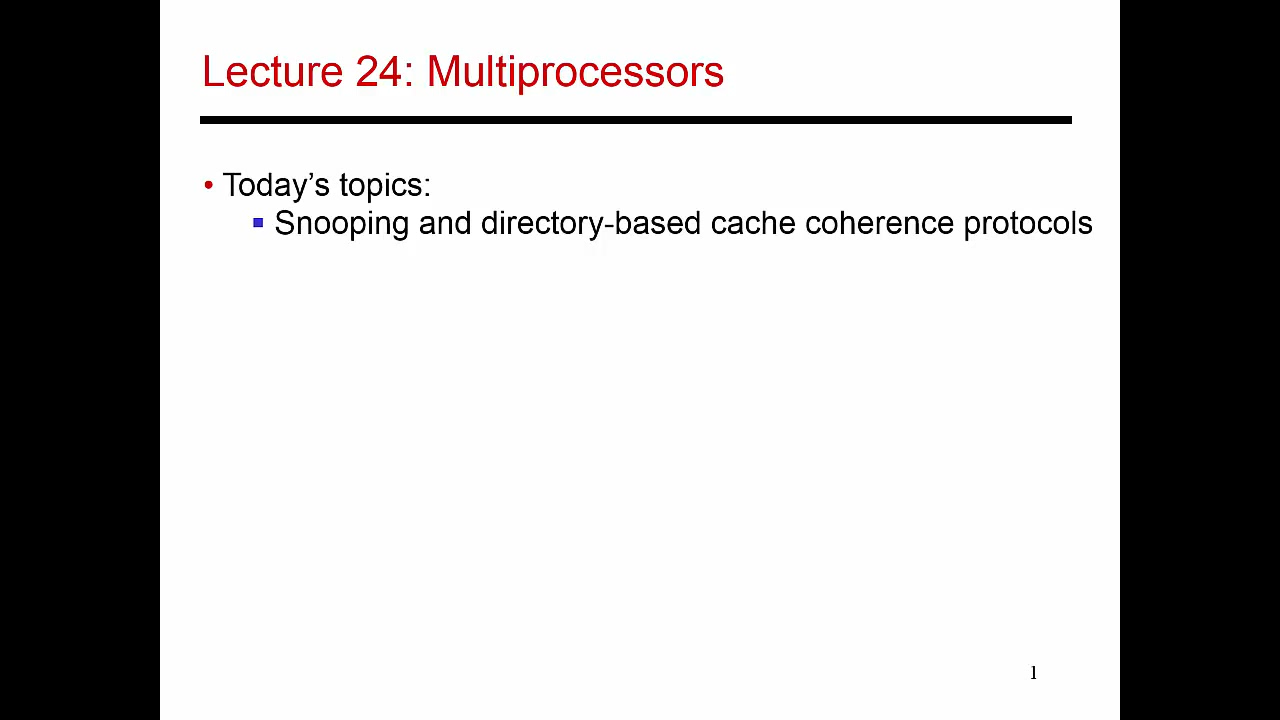 Lecture 24: Multiprocessors
• Today’s topics:
▪ Snooping and directory-based cache coherence protocols
1